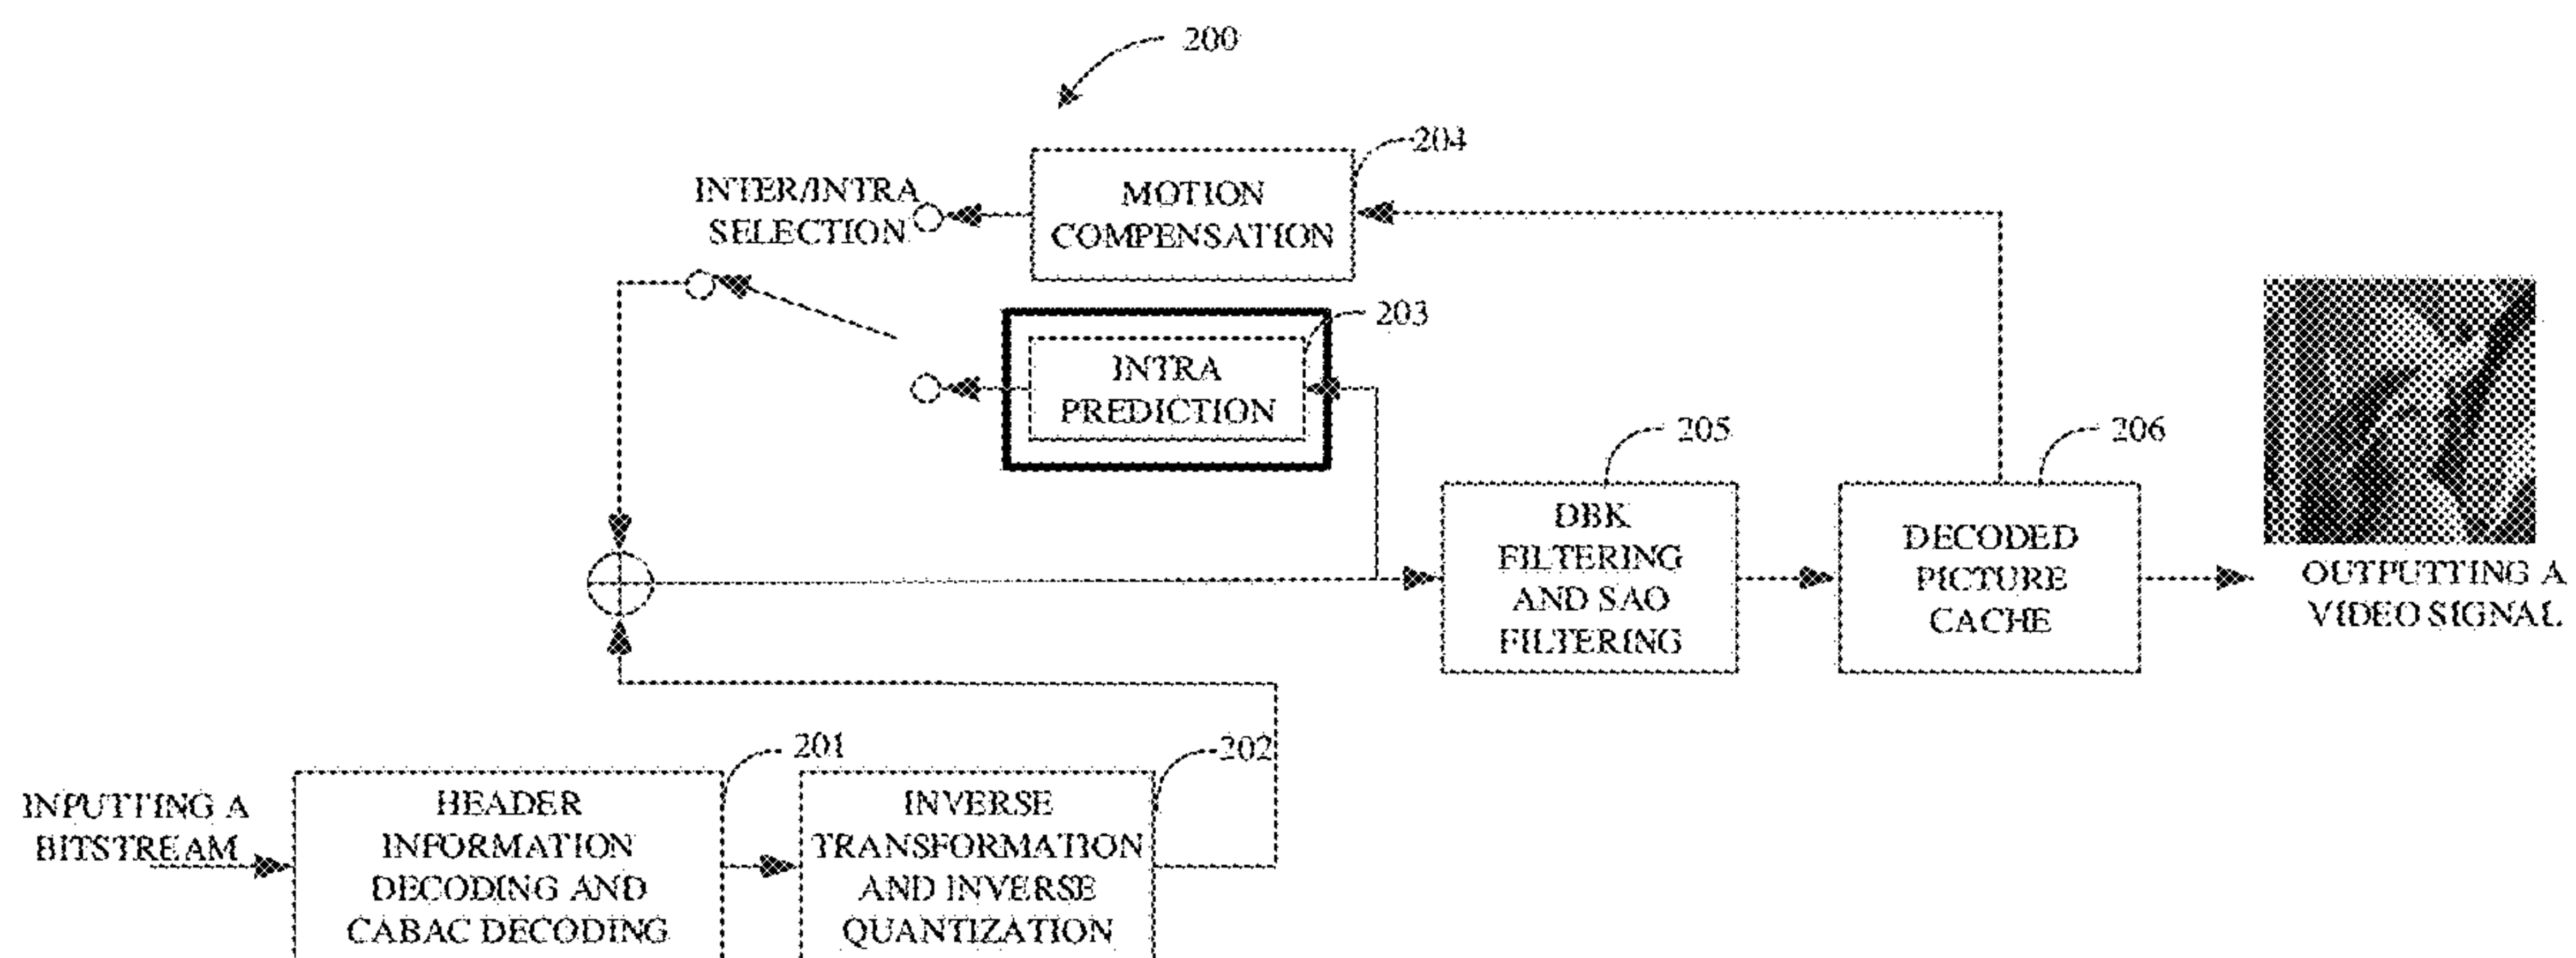 200
204
INTER/INTRA
SELECTION
MOTION
COMPENSATION
203
INTRA
PREDICTION
205
206
DBK
FILTERING
AND SAO
FILTERING
DECODED
PICTURE
CACHE
OUTPUTTING A
VIDEO SIGNAL
201
202
INPUTTING A
BITSTREAM
HEADER
INFORMATION
DECODING AND
CABAC DECODING
INVERSE
TRANSFORMATION
AND INVERSE
QUANTIZATION